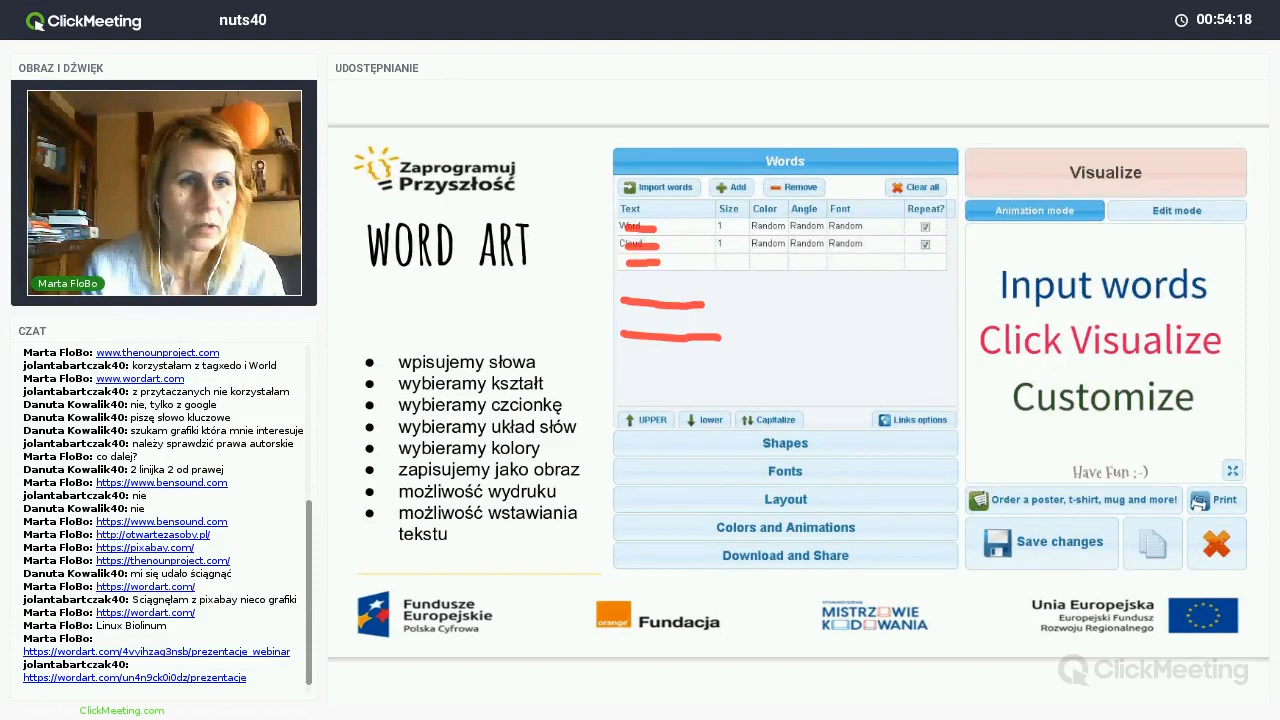 ClickMeeting
nuts40
00:54:18
OBRAZ I DŹWIĘK
Marta FloBo
CZAT
Marta FloBo: www.thenounproject.com
jolantabartczak40: korzystałam z tagxedo i World
Marta FloBo: www.wordart.com
jolantabartczak40: z przytaczanych nie korzystałam
Danuta Kowalik40: nie, tylko z google
Danuta Kowalik40: piszę słowo kluczowe
Danuta Kowalik40: szukam grafiki która mnie interesuje
jolantabartczak40: należy sprawdzić prawa autorskie
Marta FloBo: co dalej?
Danuta Kowalik40: 2 linijka 2 od prawej
Marta FloBo: https://www.bensound.com
jolantabartczak40: nie
Danuta Kowalik40: nie
Marta FloBo: https://www.bensound.com
Marta FloBo: http://otwartezasoby.pl/
Marta FloBo: https://pixabay.com/
Marta FloBo: https://thenounproject.com/
Danuta Kowalik40: mi się udało ściągnąć
Marta FloBo: https://wordart.com/
jolantabartczak40: Sciągnęłam z pixabay nieco grafiki
Marta FloBo: https://wordart.com/
Marta FloBo: Linux Biolinum
Marta FloBo:
https://wordart.com/4vyihzaq3nsb/prezentacje_webinar
jolantabartczak40:
https://wordart.com/un4n9ck0i0dz/prezentacje
ClickMeeting.com
UDOSTĘPNIANIE
Zaprogramuj
Przyszłość
WORD ART
• wpisujemy słowa
• wybieramy kształt
• wybieramy czcionkę
• wybieramy układ słów
• wybieramy kolory
• zapisujemy jako obraz
• możliwość wydruku
• możliwość wstawiania
tekstu
Words
Import words Add Remove Clear all
Text Size Color Angle Font Repeat?
Word 1 Random Random Random
Cloud 1 Random Random Random
UPPER lower Capitalize Links options
Shapes
Fonts
Layout
Colors and Animations
Download and Share
Visualize
Animation mode Edit mode
Input words
Click Visualize
Customize
Have Fun ;-)
Order a poster, t-shirt, mug and more! Print
Save changes
Fundusze
Europejskie
Polska Cyfrowa
orange
Fundacja
STOWARZYSZENIE
MISTRZOWIE
KODOWANIA
Unia Europejska
Europejski Fundusz
Rozwoju Regionalnego
ClickMeeting